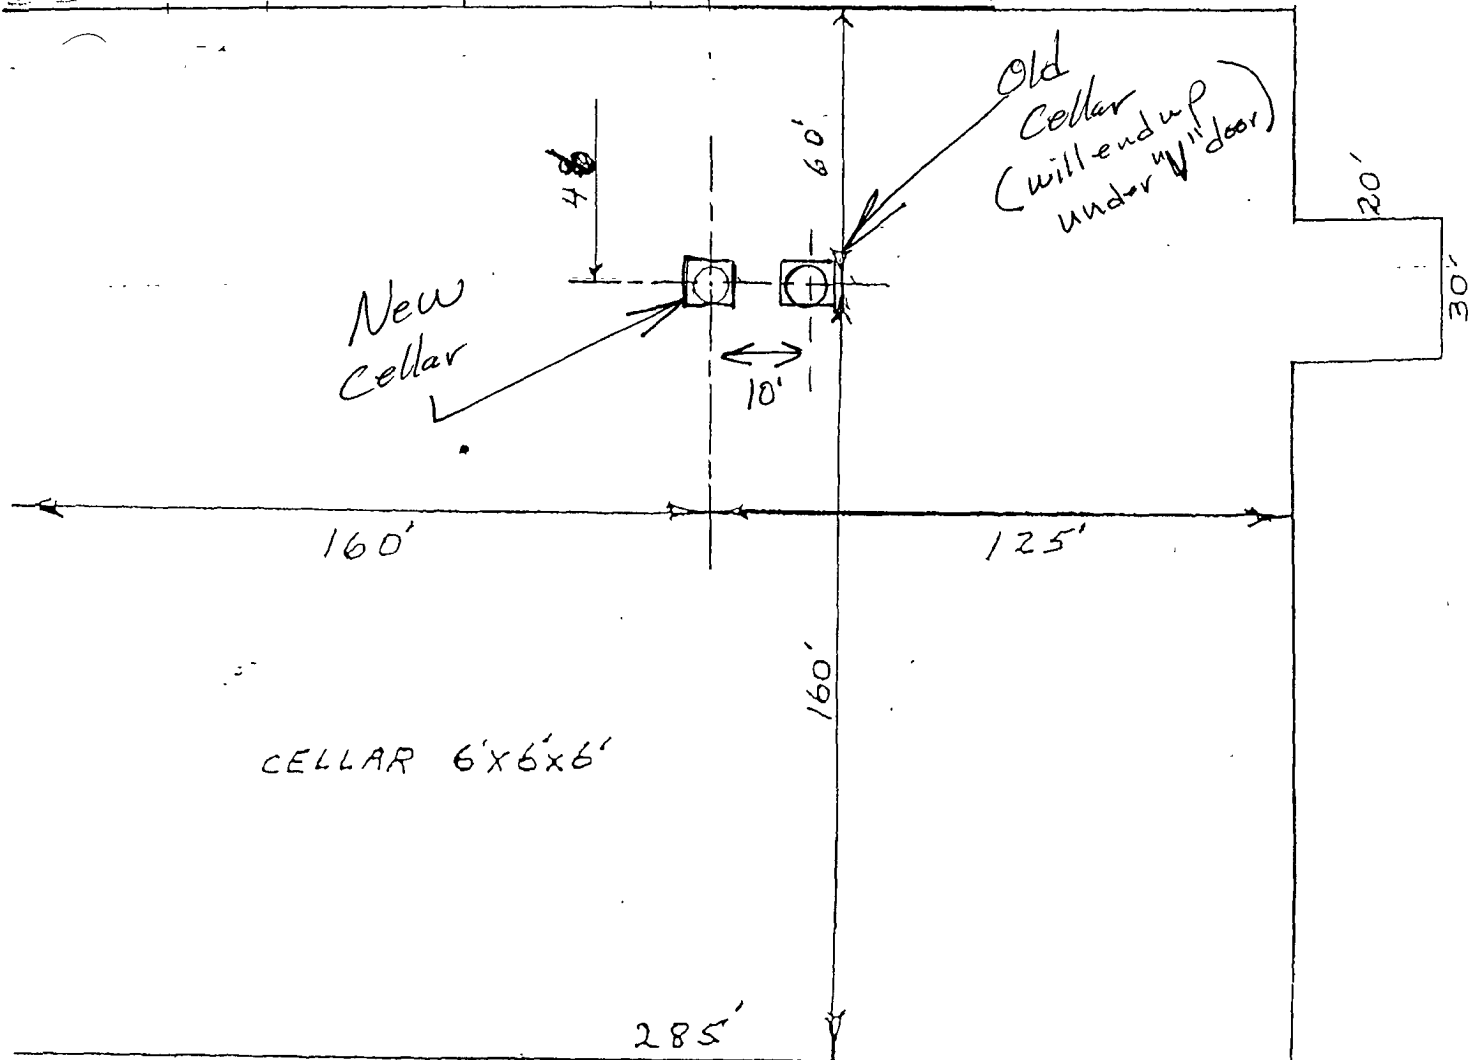 Old
Cellar
(will end up
under "V" door)
60'
4
20'
30'
New
Cellar
10'
160'
125'
160'
CELLAR 6'X6'X6'
285'